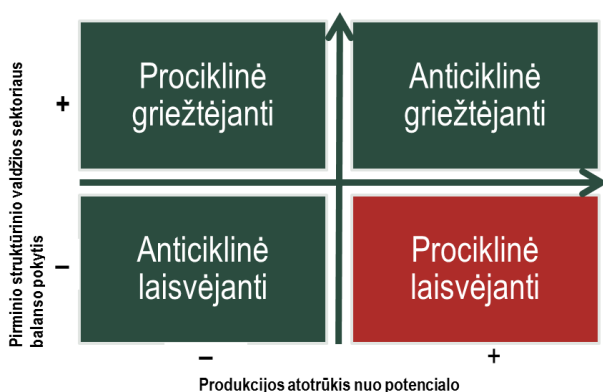 Prociklinė
griežtėjanti
Anticiklinė
griežtėjanti
+
Pirminio struktūrinio valdžios sektoriaus
balanso pokytis
Anticiklinė
laisvėjanti
Prociklinė
laisvėjanti
–
–
+
Produkcijos atotrūkis nuo potencialo